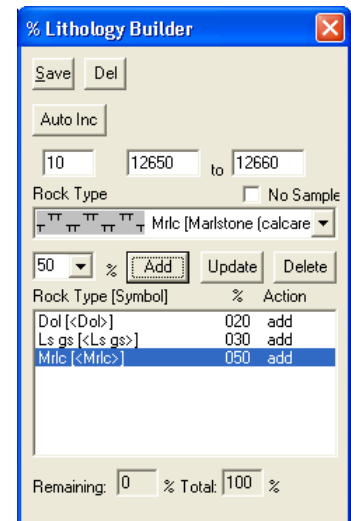 % Lithology Builder
Save Del
Auto Inc
10 12650 to 12660
Rock Type No Sample
Mrlc [Marlstone (calcare
50 % Add Update Delete
Rock Type [Symbol] % Action
Dol [<Dol>] 020 add
Ls gs [<Ls gs>] 030 add
Mrlc [<Mrlc>] 050 add
Remaining: 0 % Total: 100 %